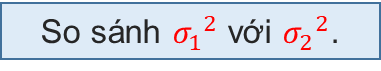 So sánh σ₁² với σ₂².